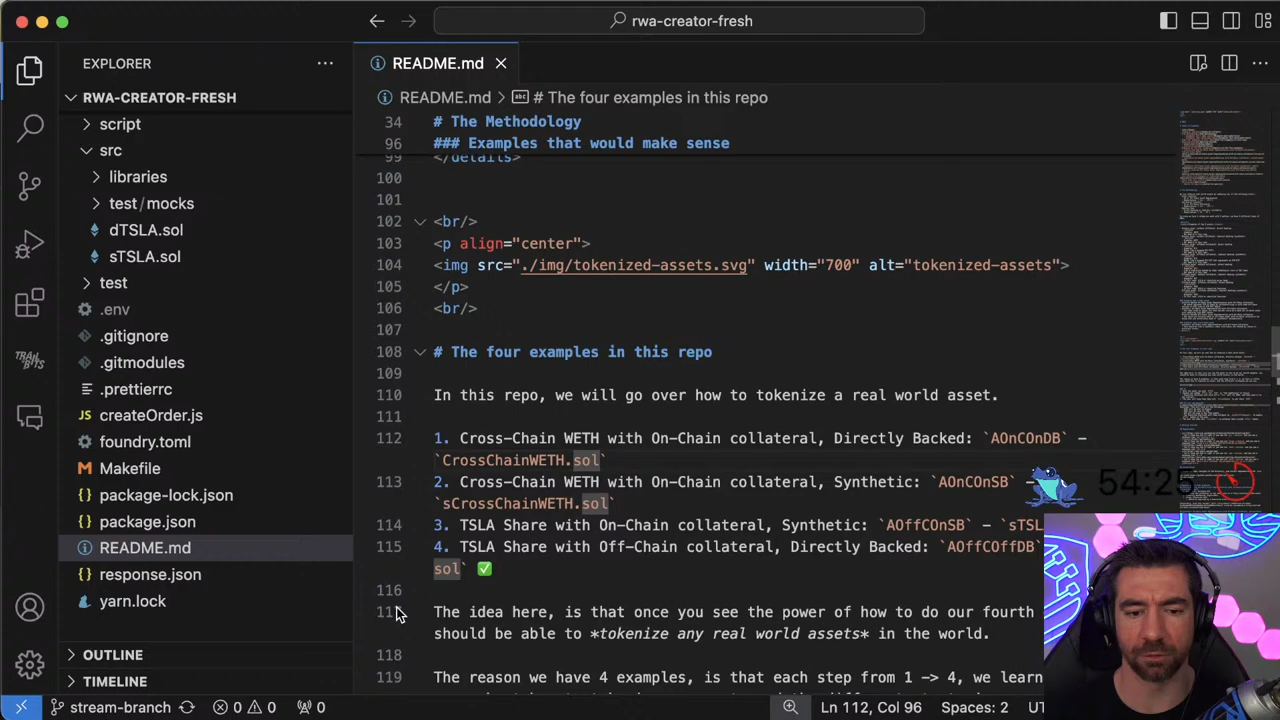 rwa-creator-fresh
EXPLORER
README.md
RWA-CREATOR-FRESH
script
src
libraries
test/mocks
dTSLA.sol
sTSLA.sol
test
.env
.gitignore
.gitmodules
.prettierrc
createOrder.js
foundry.toml
Makefile
package-lock.json
package.json
README.md
response.json
yarn.lock
OUTLINE
TIMELINE
README.md > # The four examples in this repo
34 # The Methodology
96 ### Examples that would make sense
99 </details>
100
101
102 <br/>
103 <p align="center">
104 <img src="./img/tokenized-assets.svg" width="700" alt="tokenized-assets">
105 </p>
106 <br/>
107
108 # The four examples in this repo
109
110 In this repo, we will go over how to tokenize a real world asset.
111
112 1. Cross-Chain WETH with On-Chain collateral, Directly Backed: `AOnCOnDB` -
sol
113 2. Cross-Chain WETH with On-Chain collateral, Synthetic: `AOnCOnSB` -
sol`
114 3. TSLA Share with On-Chain Collateral, Synthetic: `AOffCOnSB` - `sTSL
115 4. TSLA Share with Off-Chain Collateral, Directly Backed: `AOffCOffDB`
sol` ✅
116
117 The idea here, is that once you see the power of how to do our fourth
should be able to *tokenize any real world assets* in the world.
118
119 The reason we have 4 examples, is that each step from 1 -> 4, we learn
54:25
stream-branch 0 0 0 Ln 112, Col 96 Spaces: 2